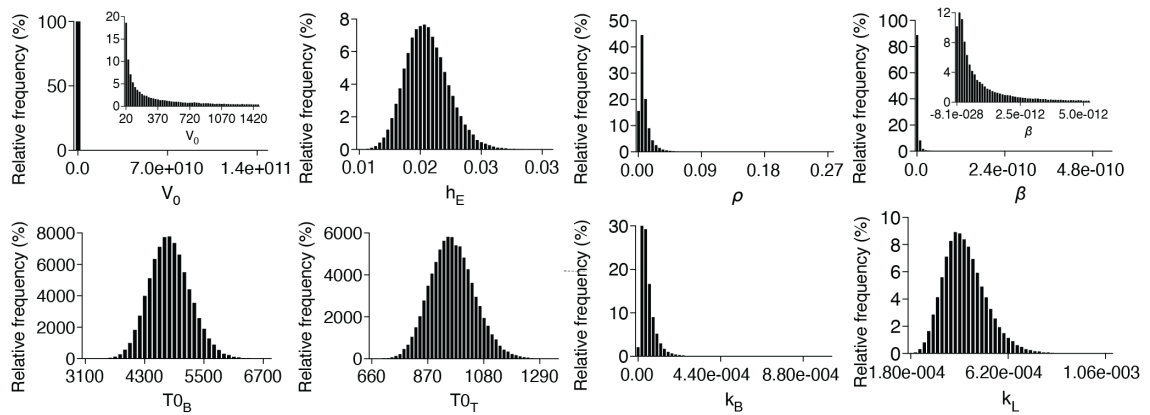 Relative frequency (%)
100
50
0
0.0
7.0e+010
1.4e+011
V₀
20
15
10
5
0
20
370
720
1070
1420
V₀
Relative frequency (%)
8
6
4
2
0
0.01
0.02
0.03
0.03
h_E
Relative frequency (%)
50
40
30
20
10
0
0.00
0.09
0.18
0.27
ρ
Relative frequency (%)
100
80
60
40
20
0
0.0
2.4e-010
4.8e-010
β
12
8
4
0
-8.1e-028
2.5e-012
5.0e-012
β
Relative frequency (%)
8000
6000
4000
2000
0
3100
4300
5500
6700
T0_B
Relative frequency (%)
6000
4000
2000
0
660
870
1080
1290
T0_T
Relative frequency (%)
30
20
10
0
0.00
4.40e-004
8.80e-004
k_B
Relative frequency (%)
10
8
6
4
2
0
1.80e-004
6.20e-004
1.06e-003
k_L